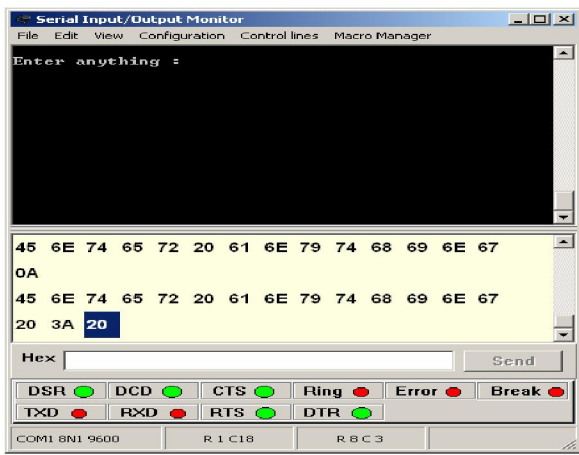 Serial Input/Output Monitor
File Edit View Configuration Control lines Macro Manager
Enter anything :
45 6E 74 65 72 20 61 6E 79 74 68 69 6E 67
0A
45 6E 74 65 72 20 61 6E 79 74 68 69 6E 67
20 3A 20
Hex Send
DSR DCD CTS Ring Error Break
TXD RXD RTS DTR
COM1 8N1 9600 R 1 C18 R 8 C 3